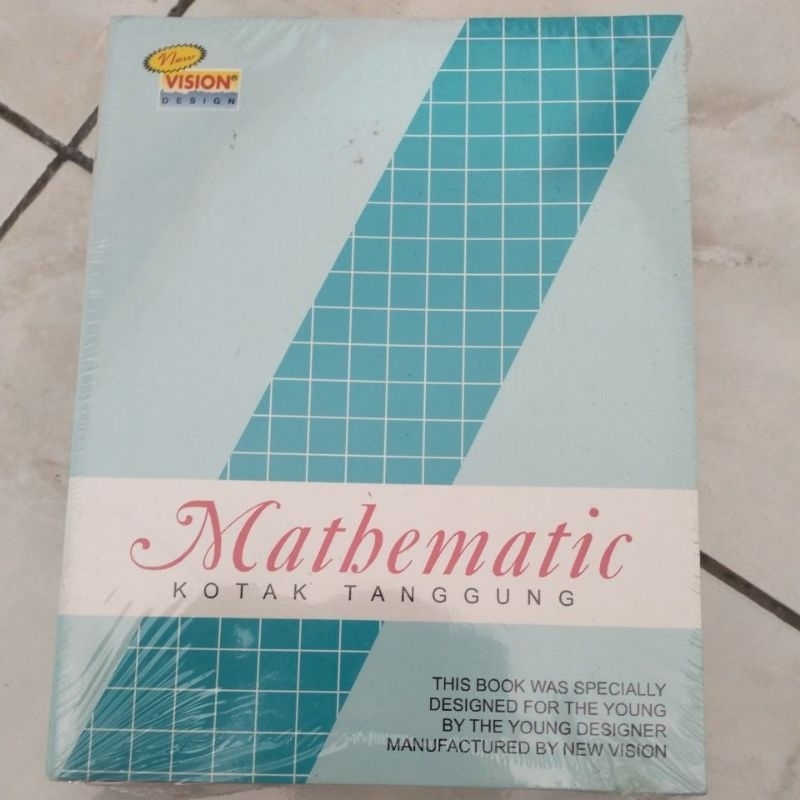 New
VISION®
DESIGN
Mathematic
KOTAK TANGGUNG
THIS BOOK WAS SPECIALLY
DESIGNED FOR THE YOUNG
BY THE YOUNG DESIGNER
MANUFACTURED BY NEW VISION